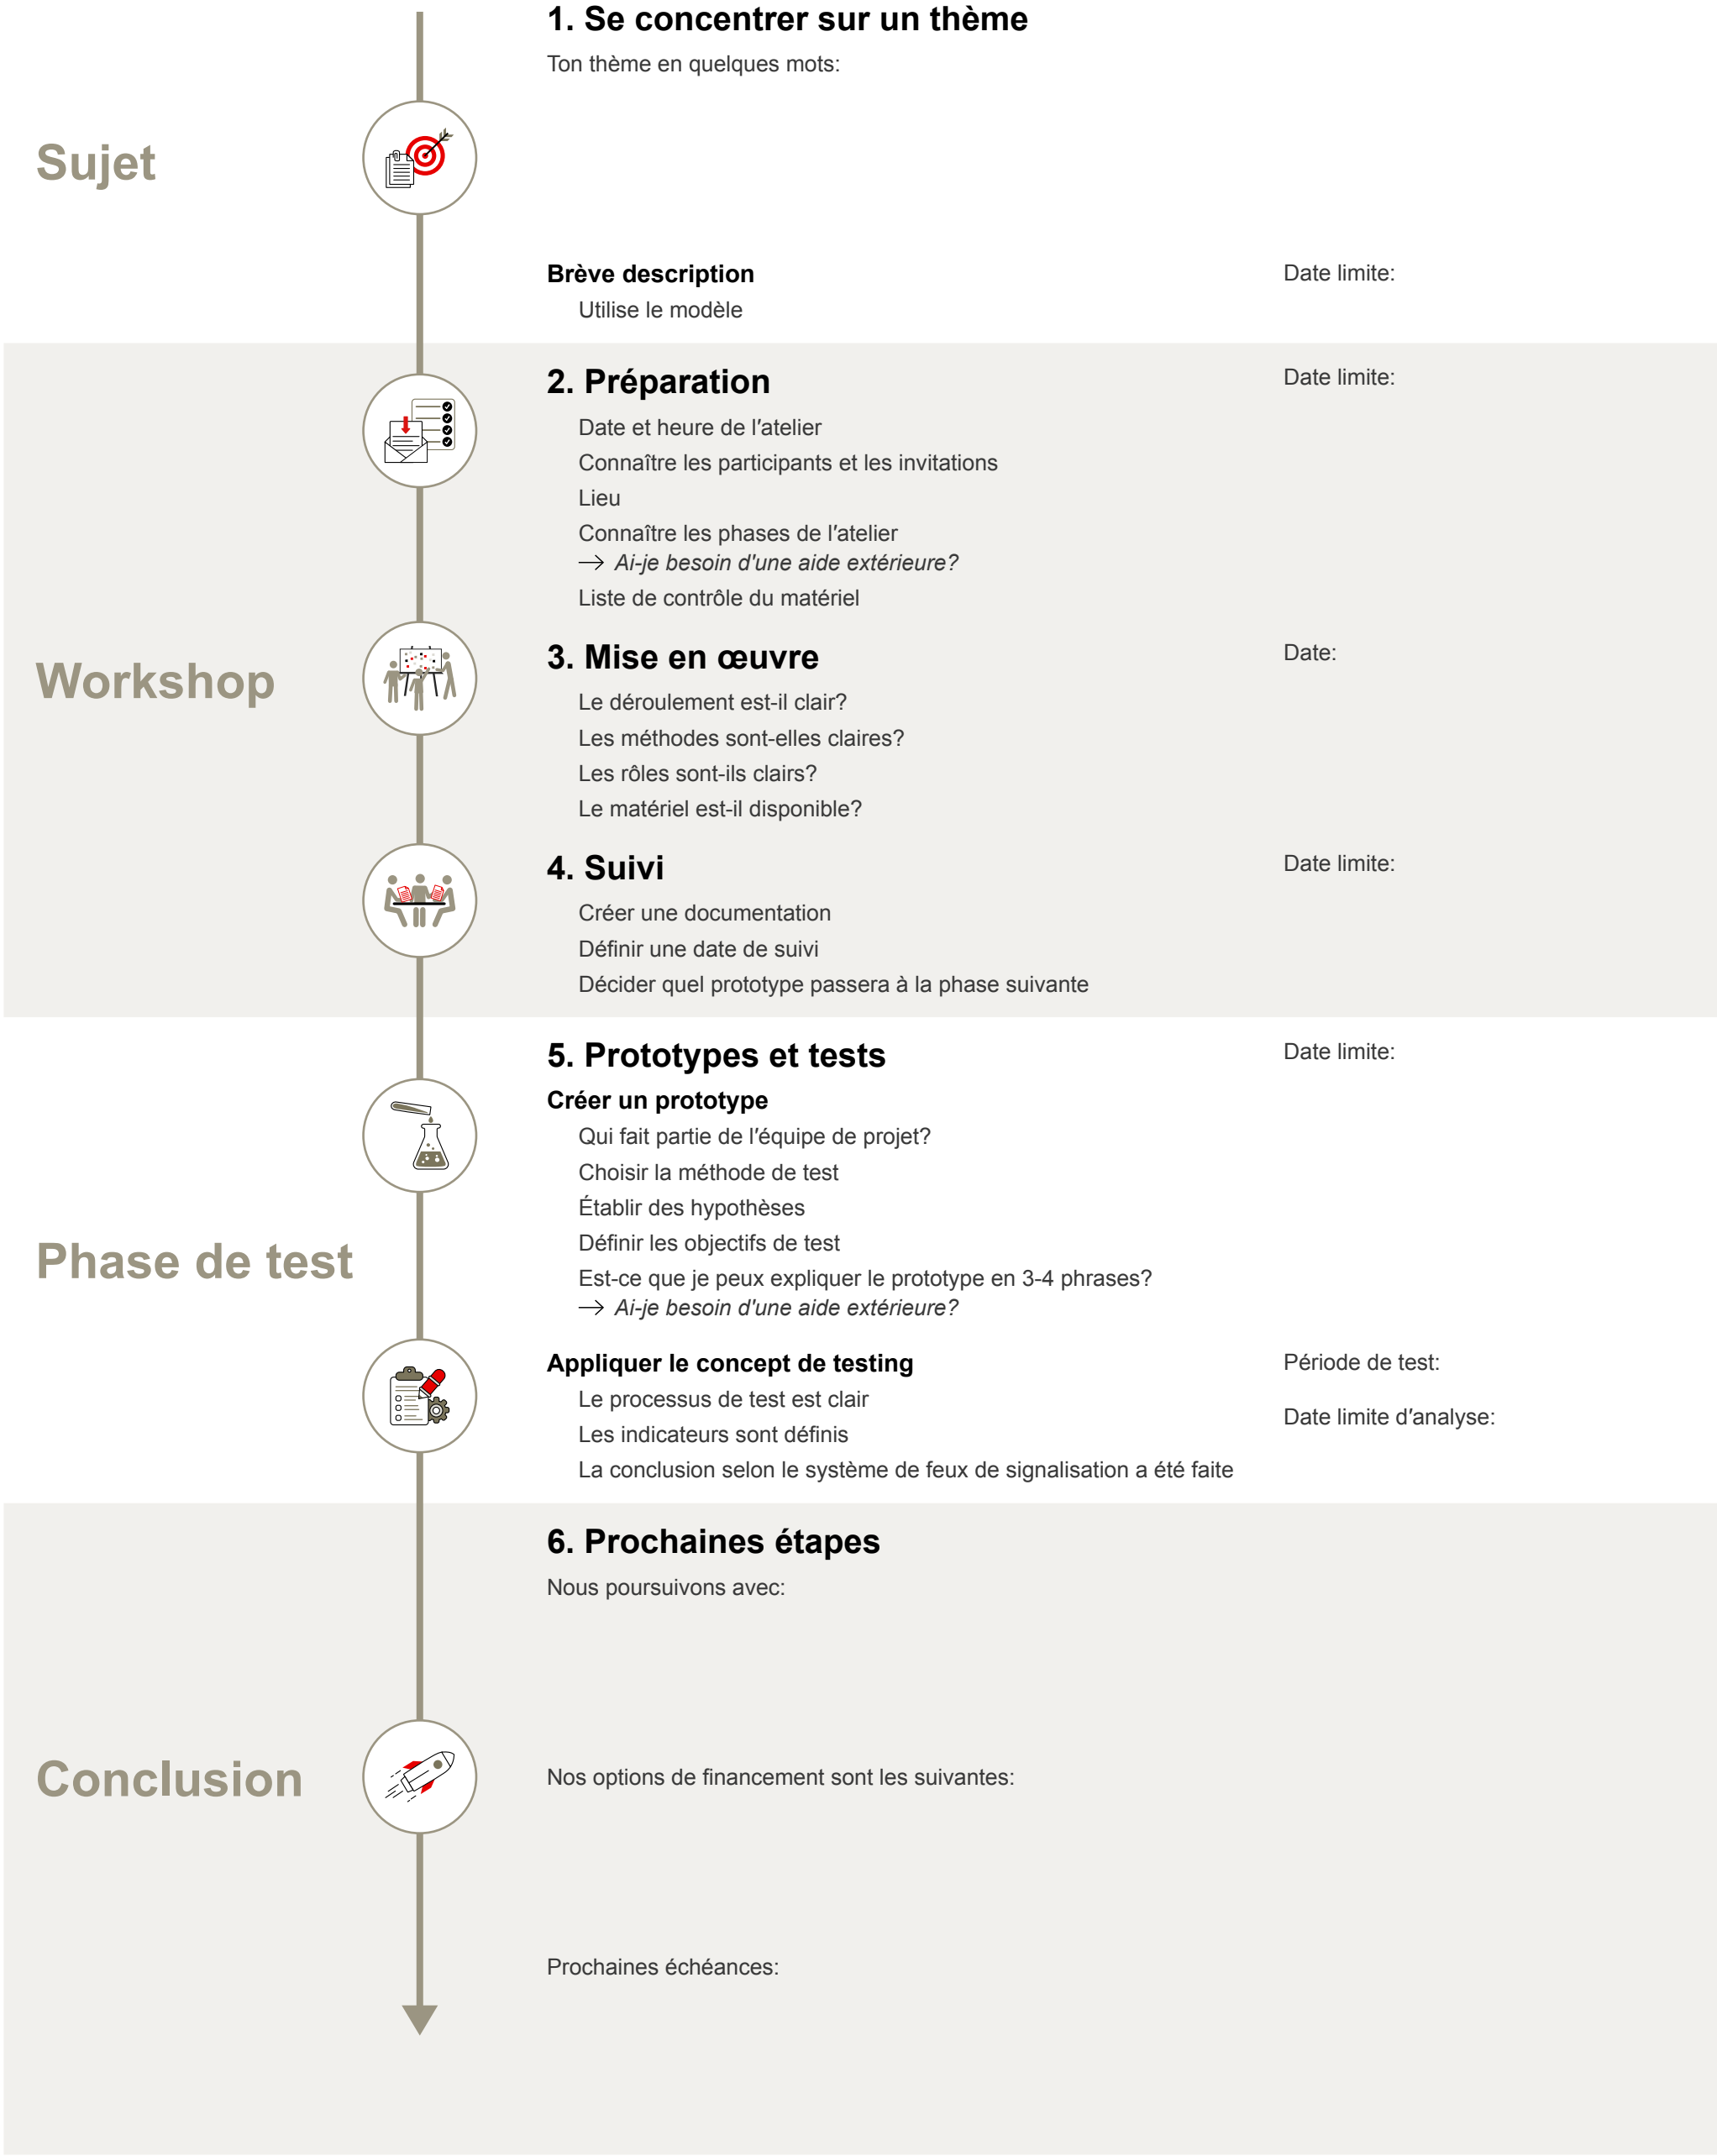 1. Se concentrer sur un thème
Ton thème en quelques mots:
Sujet
Brève description
Date limite:
Utilise le modèle
2. Préparation
Date limite:
Date et heure de l'atelier
Connaître les participants et les invitations
Lieu
Connaître les phases de l'atelier
→ Ai-je besoin d'une aide extérieure?
Liste de contrôle du matériel
Workshop
3. Mise en œuvre
Date:
Le déroulement est-il clair?
Les méthodes sont-elles claires?
Les rôles sont-ils clairs?
Le matériel est-il disponible?
4. Suivi
Date limite:
Créer une documentation
Définir une date de suivi
Décider quel prototype passera à la phase suivante
5. Prototypes et tests
Date limite:
Créer un prototype
Qui fait partie de l'équipe de projet?
Choisir la méthode de test
Établir des hypothèses
Définir les objectifs de test
Phase de test
Est-ce que je peux expliquer le prototype en 3-4 phrases?
→ Ai-je besoin d'une aide extérieure?
Appliquer le concept de testing
Période de test:
Le processus de test est clair
Date limite d'analyse:
Les indicateurs sont définis
La conclusion selon le système de feux de signalisation a été faite
6. Prochaines étapes
Nous poursuivons avec:
Conclusion
Nos options de financement sont les suivantes:
Prochaines échéances: